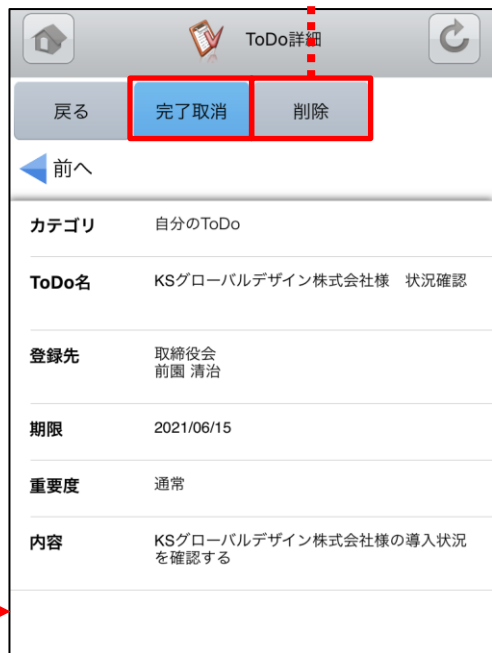 ToDo詳細
戻る 完了取消 削除
前へ
カテゴリ 自分のToDo
ToDo名 KSグローバルデザイン株式会社様　状況確認
登録先 取締役会
前園 清治
期限 2021/06/15
重要度 通常
内容 KSグローバルデザイン株式会社様の導入状況
を確認する